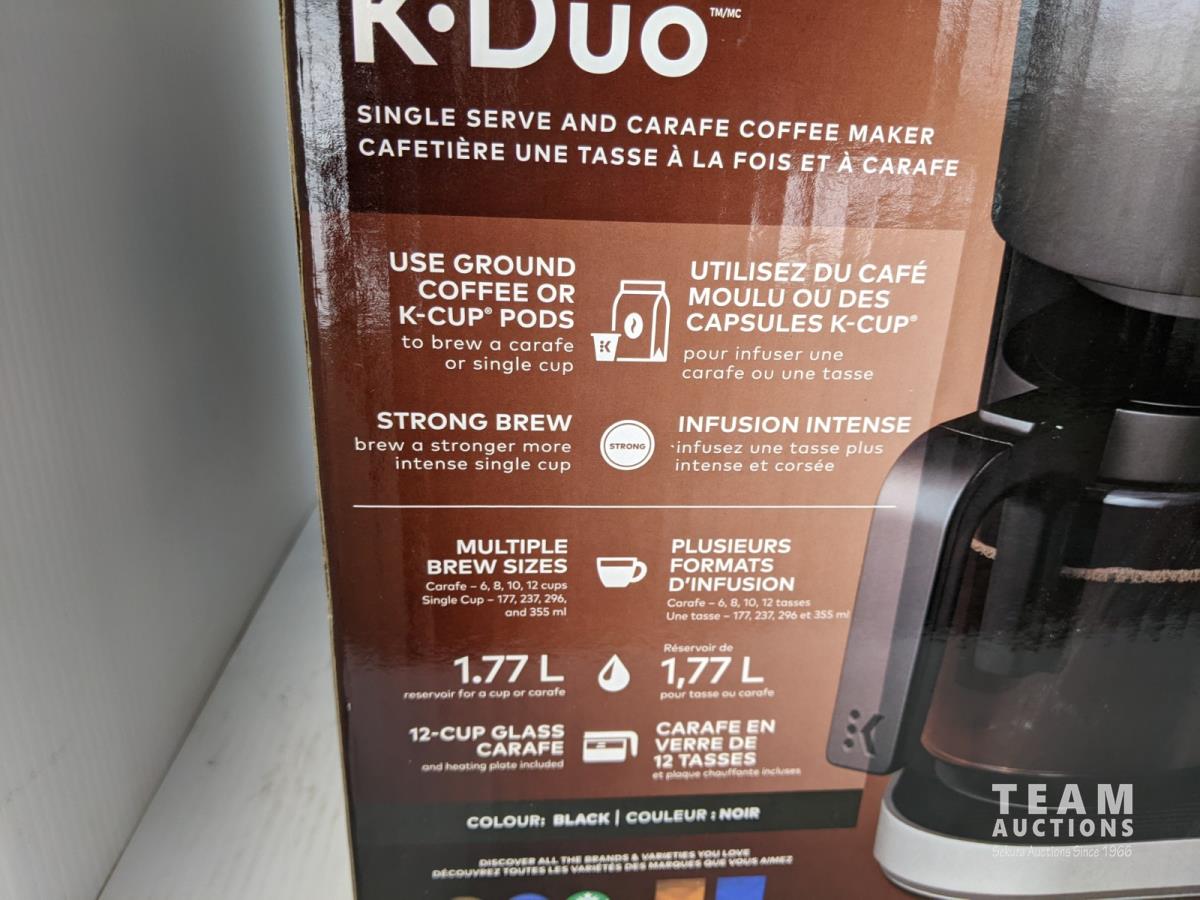 K•DUO TM/MC
SINGLE SERVE AND CARAFE COFFEE MAKER
CAFETIÈRE UNE TASSE À LA FOIS ET À CARAFE
USE GROUND
COFFEE OR
K-CUP® PODS
to brew a carafe
or single cup
UTILISEZ DU CAFÉ
MOULU OU DES
CAPSULES K-CUP®
pour infuser une
carafe ou une tasse
STRONG BREW
brew a stronger more
intense single cup
STRONG
INFUSION INTENSE
infusez une tasse plus
intense et corsée
MULTIPLE
BREW SIZES
Carafe – 6, 8, 10, 12 cups
Single Cup – 177, 237, 296,
and 355 ml
PLUSIEURS
FORMATS
D'INFUSION
Carafe – 6, 8, 10, 12 tasses
Une tasse – 177, 237, 296 et 355 ml
1.77 L
reservoir for a cup or carafe
Réservoir de
1,77 L
pour tasse ou carafe
12-CUP GLASS
CARAFE
and heating plate included
CARAFE EN
VERRE DE
12 TASSES
et plaque chauffante incluses
COLOUR: BLACK | COULEUR : NOIR
DISCOVER ALL THE BRANDS & VARIETIES YOU LOVE
DÉCOUVREZ TOUTES LES VARIÉTÉS DES MARQUES QUE VOUS AIMEZ
K
TEAM
AUCTIONS
Sekura Auctions Since 1966